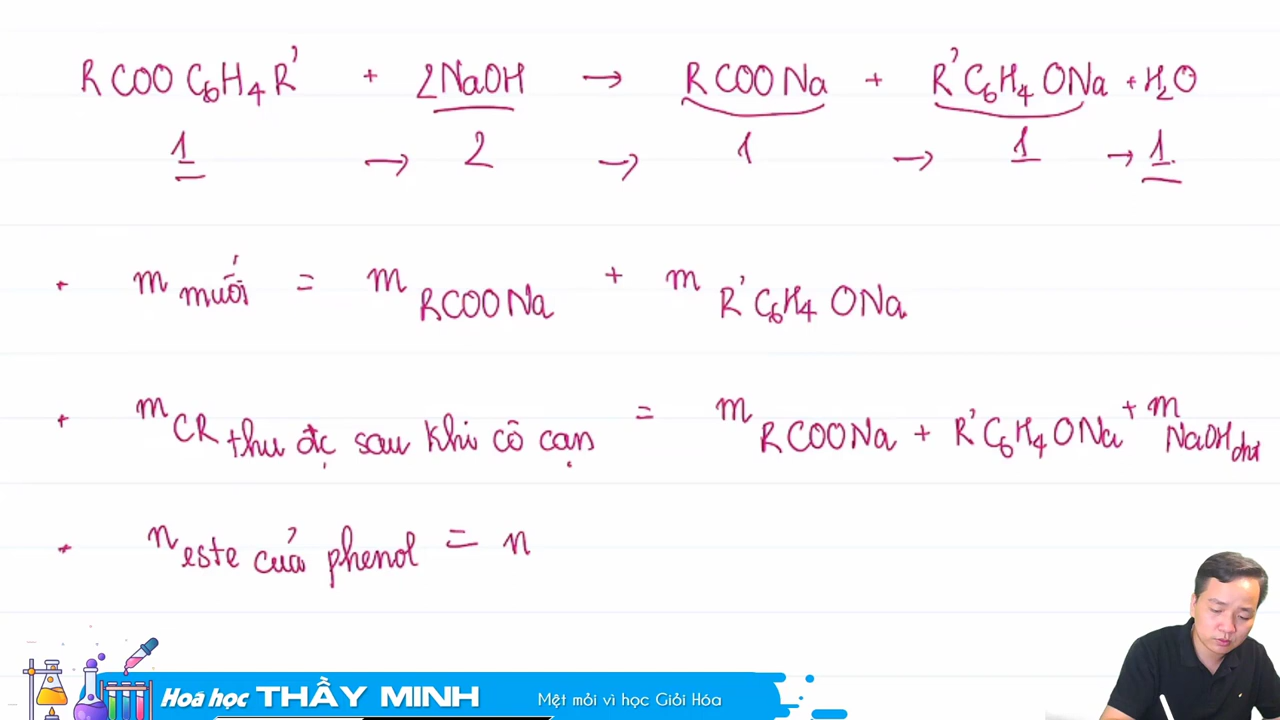 RCOOC₆H₄R' + 2NaOH → RCOONa + R'C₆H₄ONa + H₂O
1 → 2 → 1 → 1 → 1.
+ m muối = m RCOONa + m R'C₆H₄ONa.
+ m CR thu đc sau khi cô cạn = m RCOONa + R'C₆H₄ONa + m NaOH dư
+ n este của phenol = n
Hoá học THẦY MINH Mệt mỏi vì học Giỏi Hóa